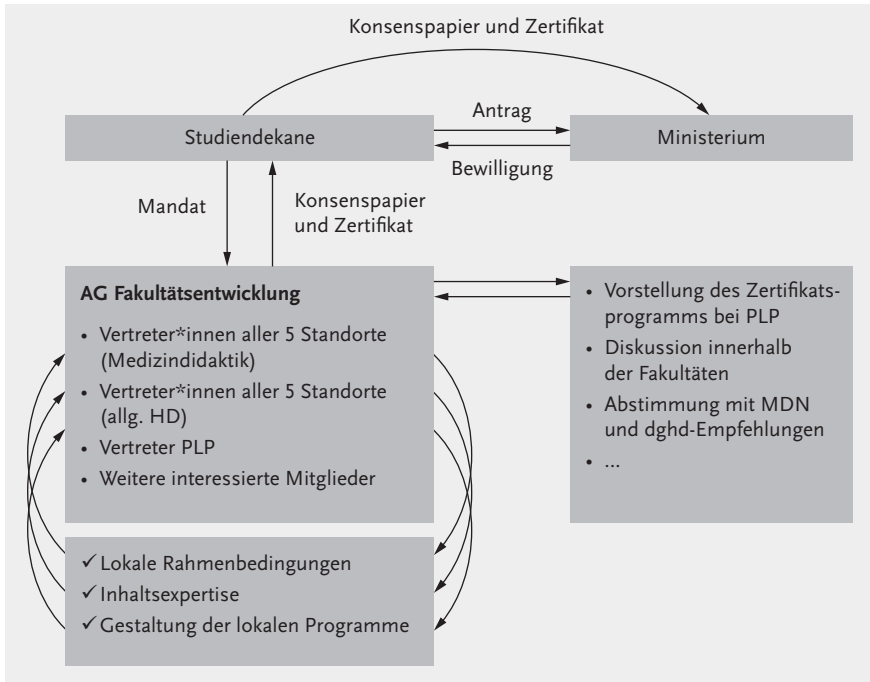 Konsenspapier und Zertifikat
Studiendekane
Antrag
Bewilligung
Ministerium
Mandat
Konsenspapier
und Zertifikat
AG Fakultätsentwicklung
• Vertreter*innen aller 5 Standorte
(Medizindidaktik)
• Vertreter*innen aller 5 Standorte
(allg. HD)
• Vertreter PLP
• Weitere interessierte Mitglieder
• Vorstellung des Zertifikats-
programms bei PLP
• Diskussion innerhalb
der Fakultäten
• Abstimmung mit MDN
und dghd-Empfehlungen
• ...
✓ Lokale Rahmenbedingungen
✓ Inhaltsexpertise
✓ Gestaltung der lokalen Programme